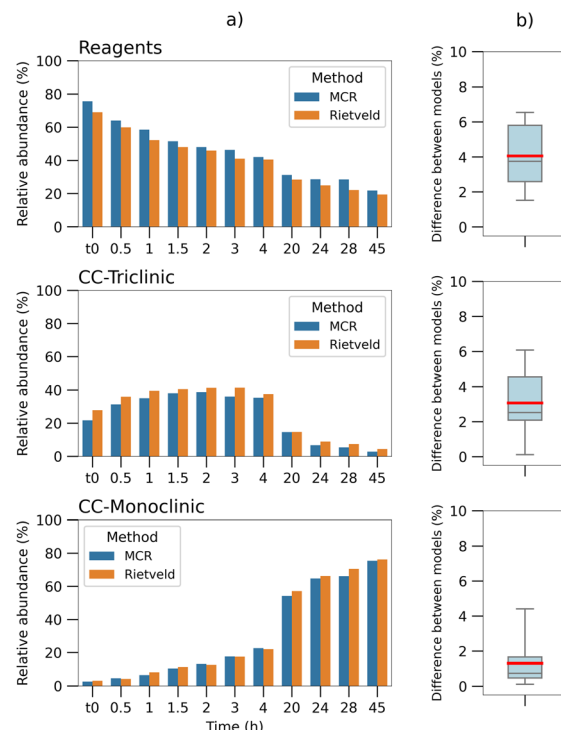 a)
b)
Reagents
Relative abundance (%)
100
80
60
40
20
0
Method
MCR
Rietveld
t0 0.5 1 1.5 2 3 4 20 24 28 45
Difference between models (%)
10
8
6
4
2
0
CC-Triclinic
Relative abundance (%)
100
80
60
40
20
0
Method
MCR
Rietveld
t0 0.5 1 1.5 2 3 4 20 24 28 45
Difference between models (%)
10
8
6
4
2
0
CC-Monoclinic
Relative abundance (%)
100
80
60
40
20
0
Method
MCR
Rietveld
t0 0.5 1 1.5 2 3 4 20 24 28 45
Time (h)
Difference between models (%)
10
8
6
4
2
0